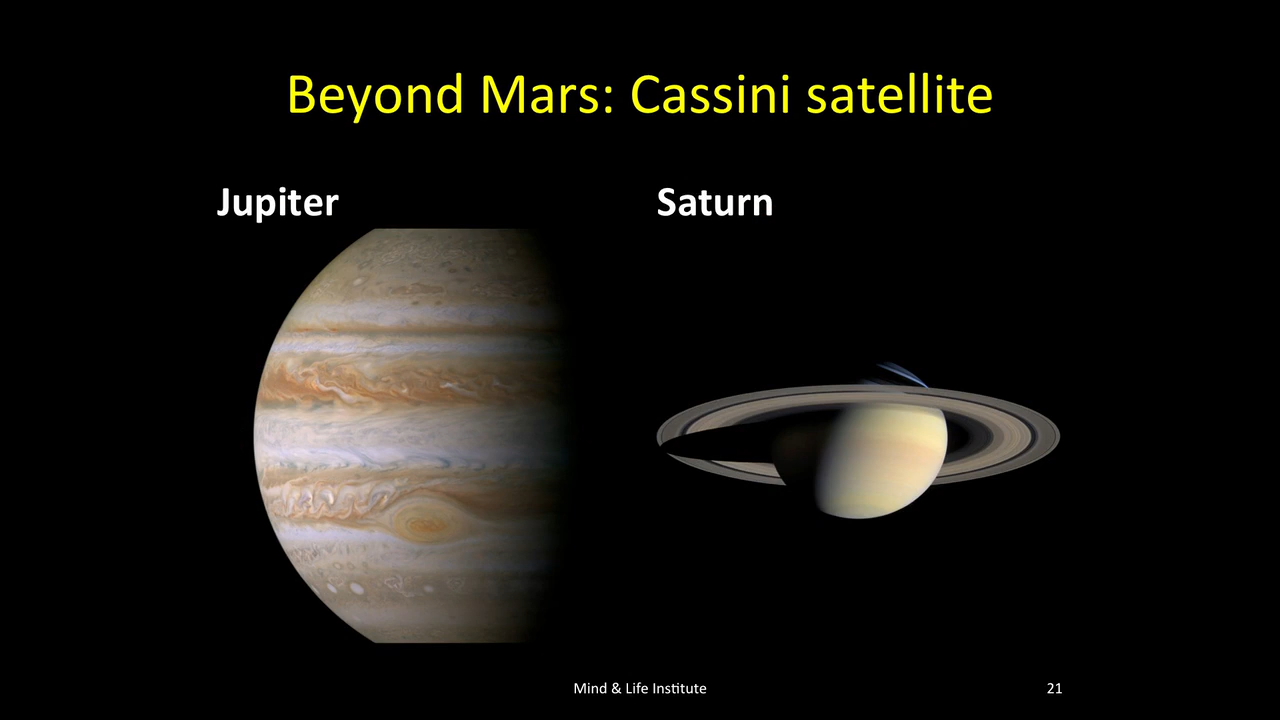 Beyond Mars: Cassini satellite
Jupiter
Saturn
Mind & Life Institute
21